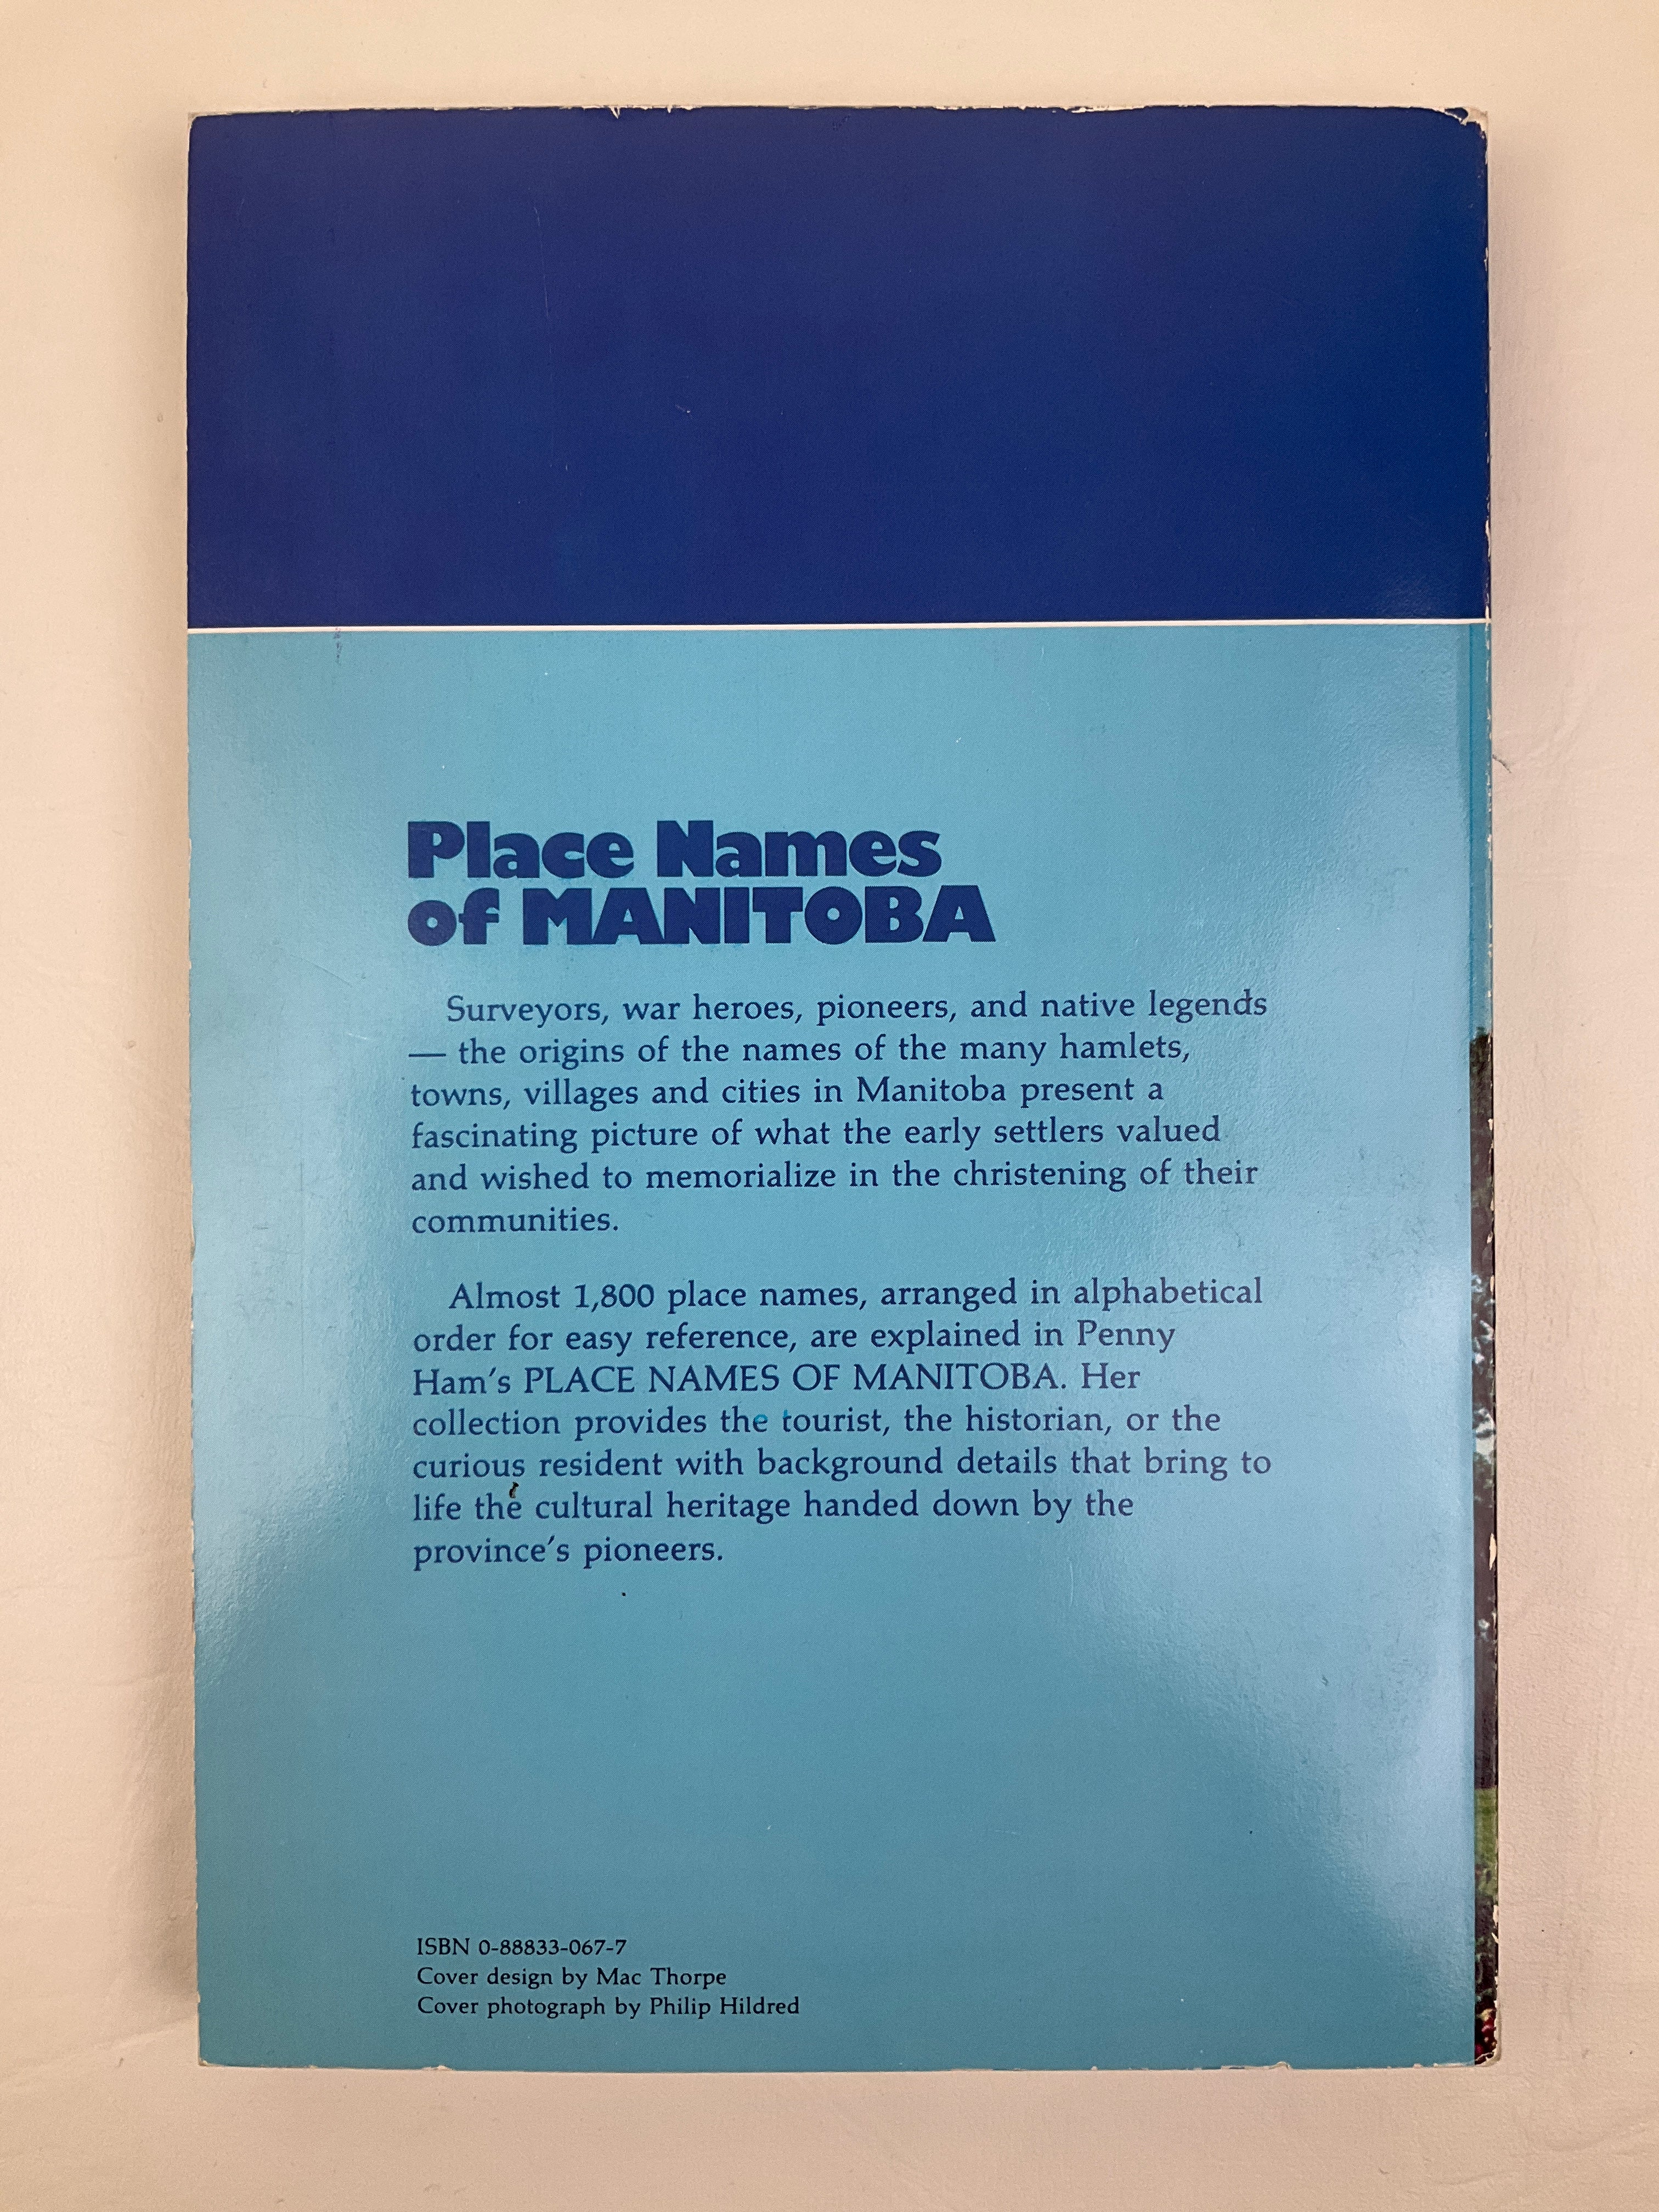 Place Names
of MANITOBA
Surveyors, war heroes, pioneers, and native legends
— the origins of the names of the many hamlets,
towns, villages and cities in Manitoba present a
fascinating picture of what the early settlers valued
and wished to memorialize in the christening of their
communities.
Almost 1,800 place names, arranged in alphabetical
order for easy reference, are explained in Penny
Ham's PLACE NAMES OF MANITOBA. Her
collection provides the tourist, the historian, or the
curious resident with background details that bring to
life the cultural heritage handed down by the
province's pioneers.
ISBN 0-88833-067-7
Cover design by Mac Thorpe
Cover photograph by Philip Hildred